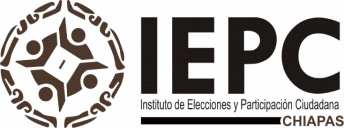 IEPC
Instituto de Elecciones y Participación Ciudadana
CHIAPAS